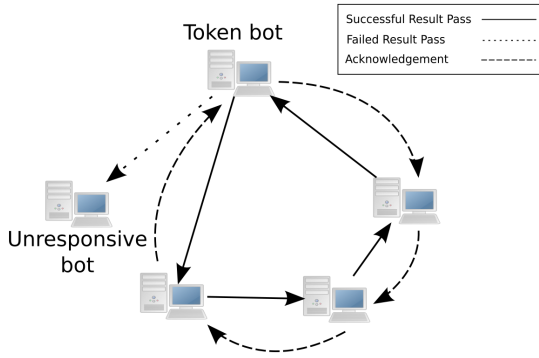 Token bot
Successful Result Pass
Failed Result Pass
Acknowledgement
Unresponsive
bot